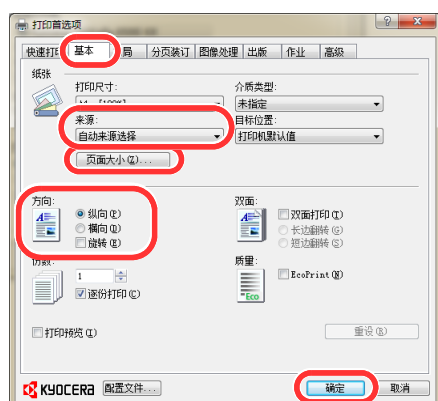 打印首选项
快速打印 基本 局 分页装订 图像处理 出版 作业 高级
纸张
打印尺寸:
介质类型:
A4 [100%]
未指定
来源:
目标位置:
自动来源选择
打印机默认值
页面大小(Z)...
方向:
双面:
纵向(P)
双面打印(T)
横向(D)
长边翻转(G)
旋转(E)
短边翻转(S)
份数:
质量:
1
EcoPrint(N)
逐份打印(C)
Eco
打印预览(I)
重设(R)
KYOCERA 配置文件...
确定 取消